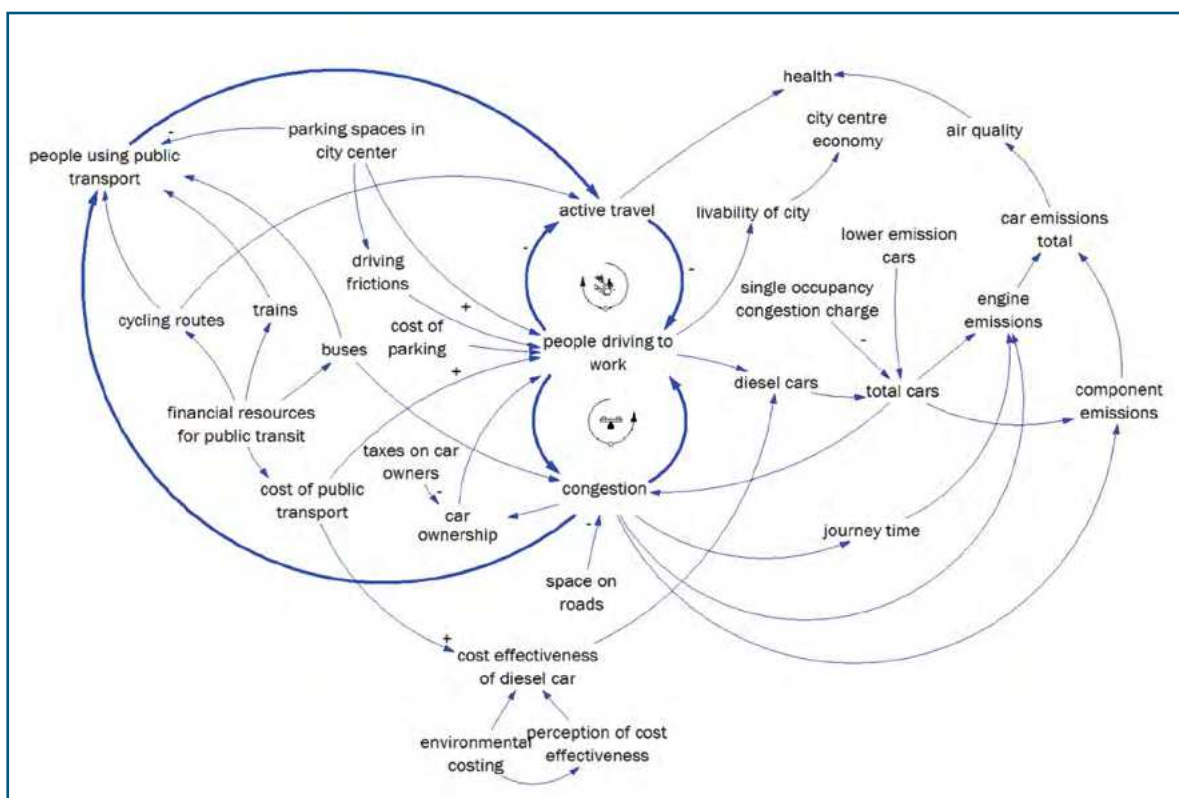 health
city centre
economy
air quality
-
parking spaces in
city center
people using public
transport
active travel
livability of city
car emissions
total
lower emission
cars
-
-
driving
frictions
single occupancy
congestion charge
engine
emissions
trains
cycling routes
+
cost of
parking
buses
people driving to
work
-
+
diesel cars
total cars
component
emissions
financial resources
for public transit
taxes on car
owners
-
cost of public
transport
congestion
car
ownership
-
journey time
space on
roads
+
cost effectiveness
of diesel car
environmental
costing
perception of cost
effectiveness